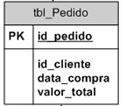 tbl_Pedido
PK id_pedido
id_cliente
data_compra
valor_total